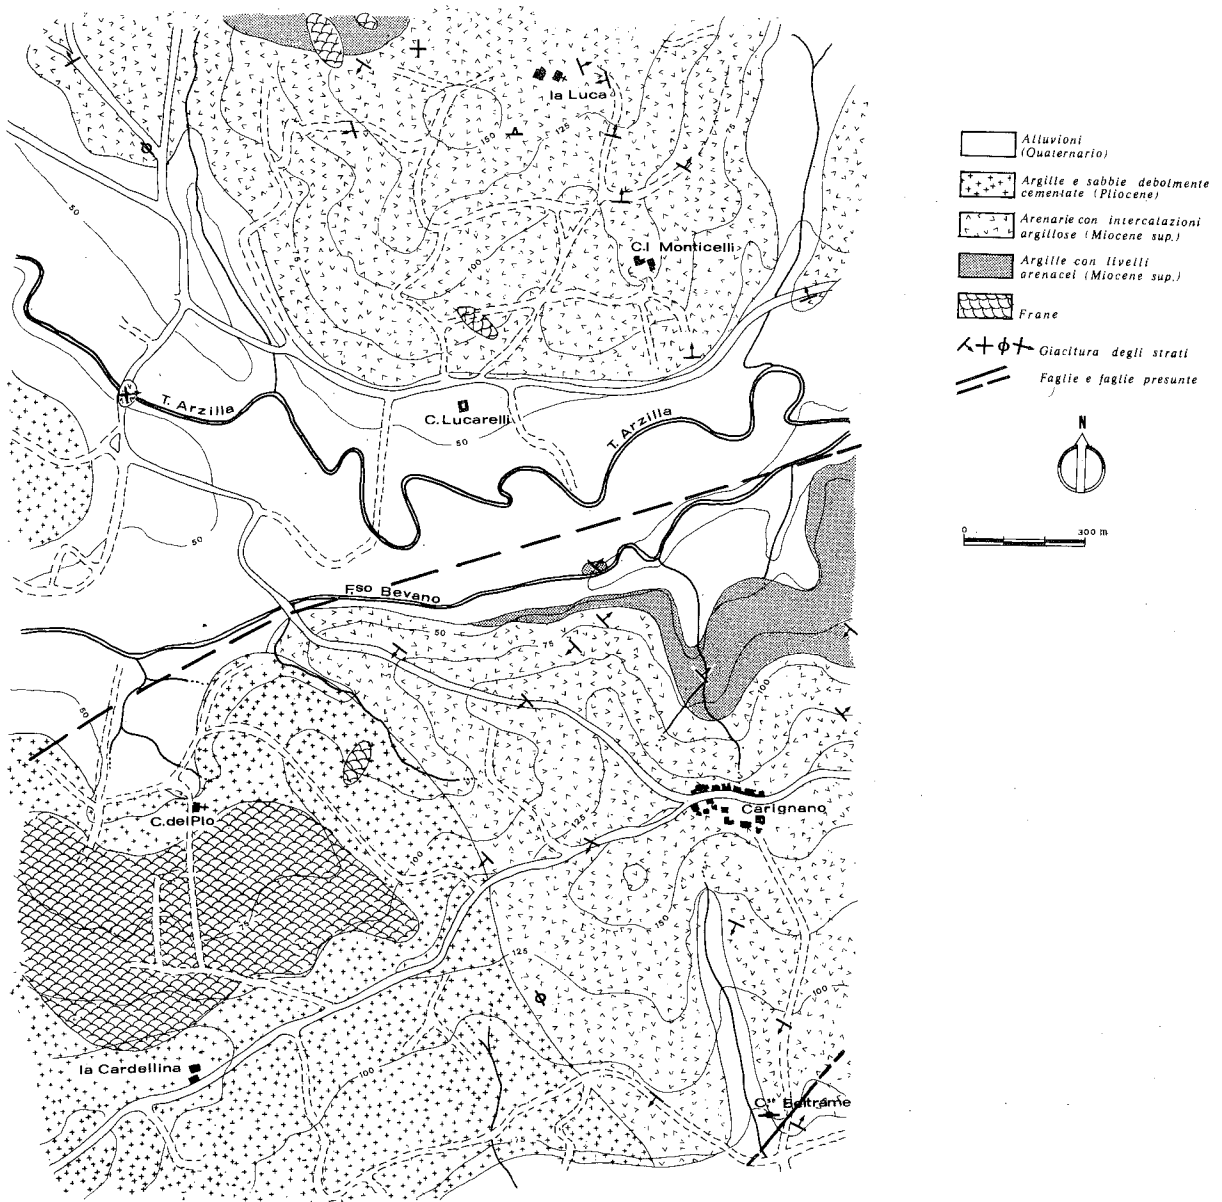 la Luca
150
125
75
50
C.I Monticelli
100
T. Arzilla
C. Lucarelli
50
T. Arzilla
50
F.so Bevano
50
75
100
50
C. del Pio
Carignano
125
100
75
150
125
100
la Cardellina
100
C.se Beltrame
75
Alluvioni
(Quaternario)
Argille e sabbie debolmente
cementate (Pliocene)
Arenarie con intercalazioni
argillose (Miocene sup.)
Argille con livelli
arenacei (Miocene sup.)
Frane
Giacitura degli strati
Faglie e faglie presunte
N
0 300 m